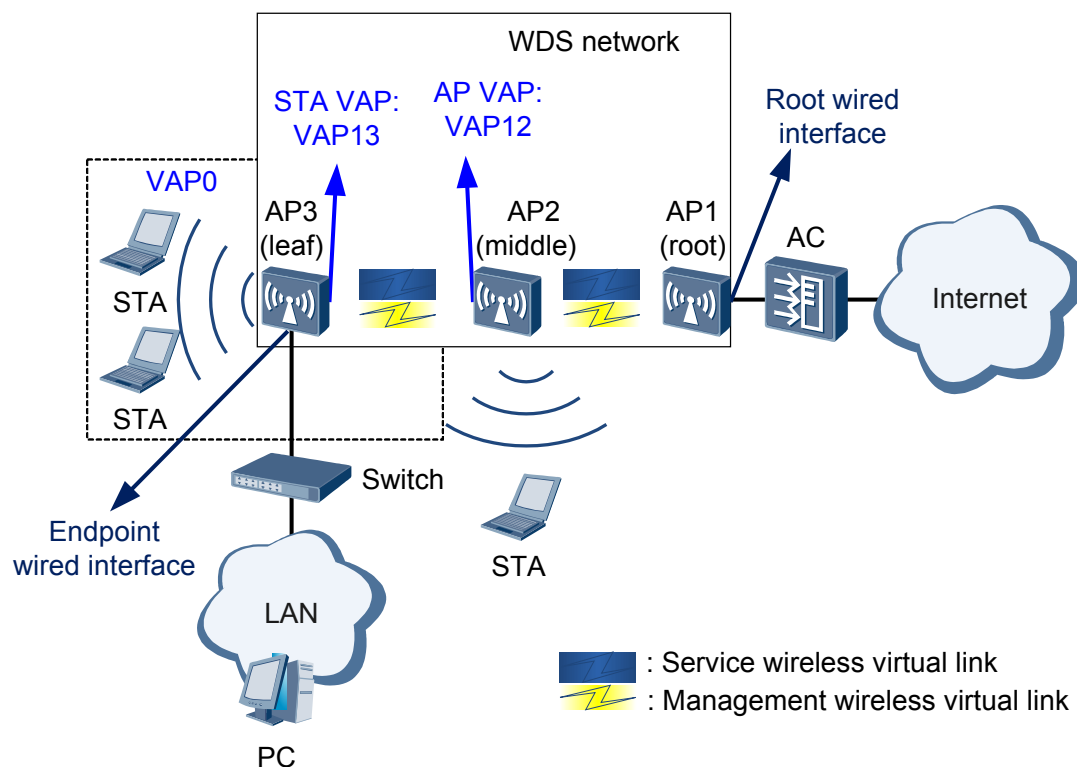 WDS network
STA VAP:
VAP13
AP VAP:
VAP12
Root wired
interface
VAP0
AP3
(leaf)
AP2
(middle)
AP1
(root)
AC
Internet
STA
STA
Switch
Endpoint
wired interface
STA
LAN
PC
: Service wireless virtual link
: Management wireless virtual link